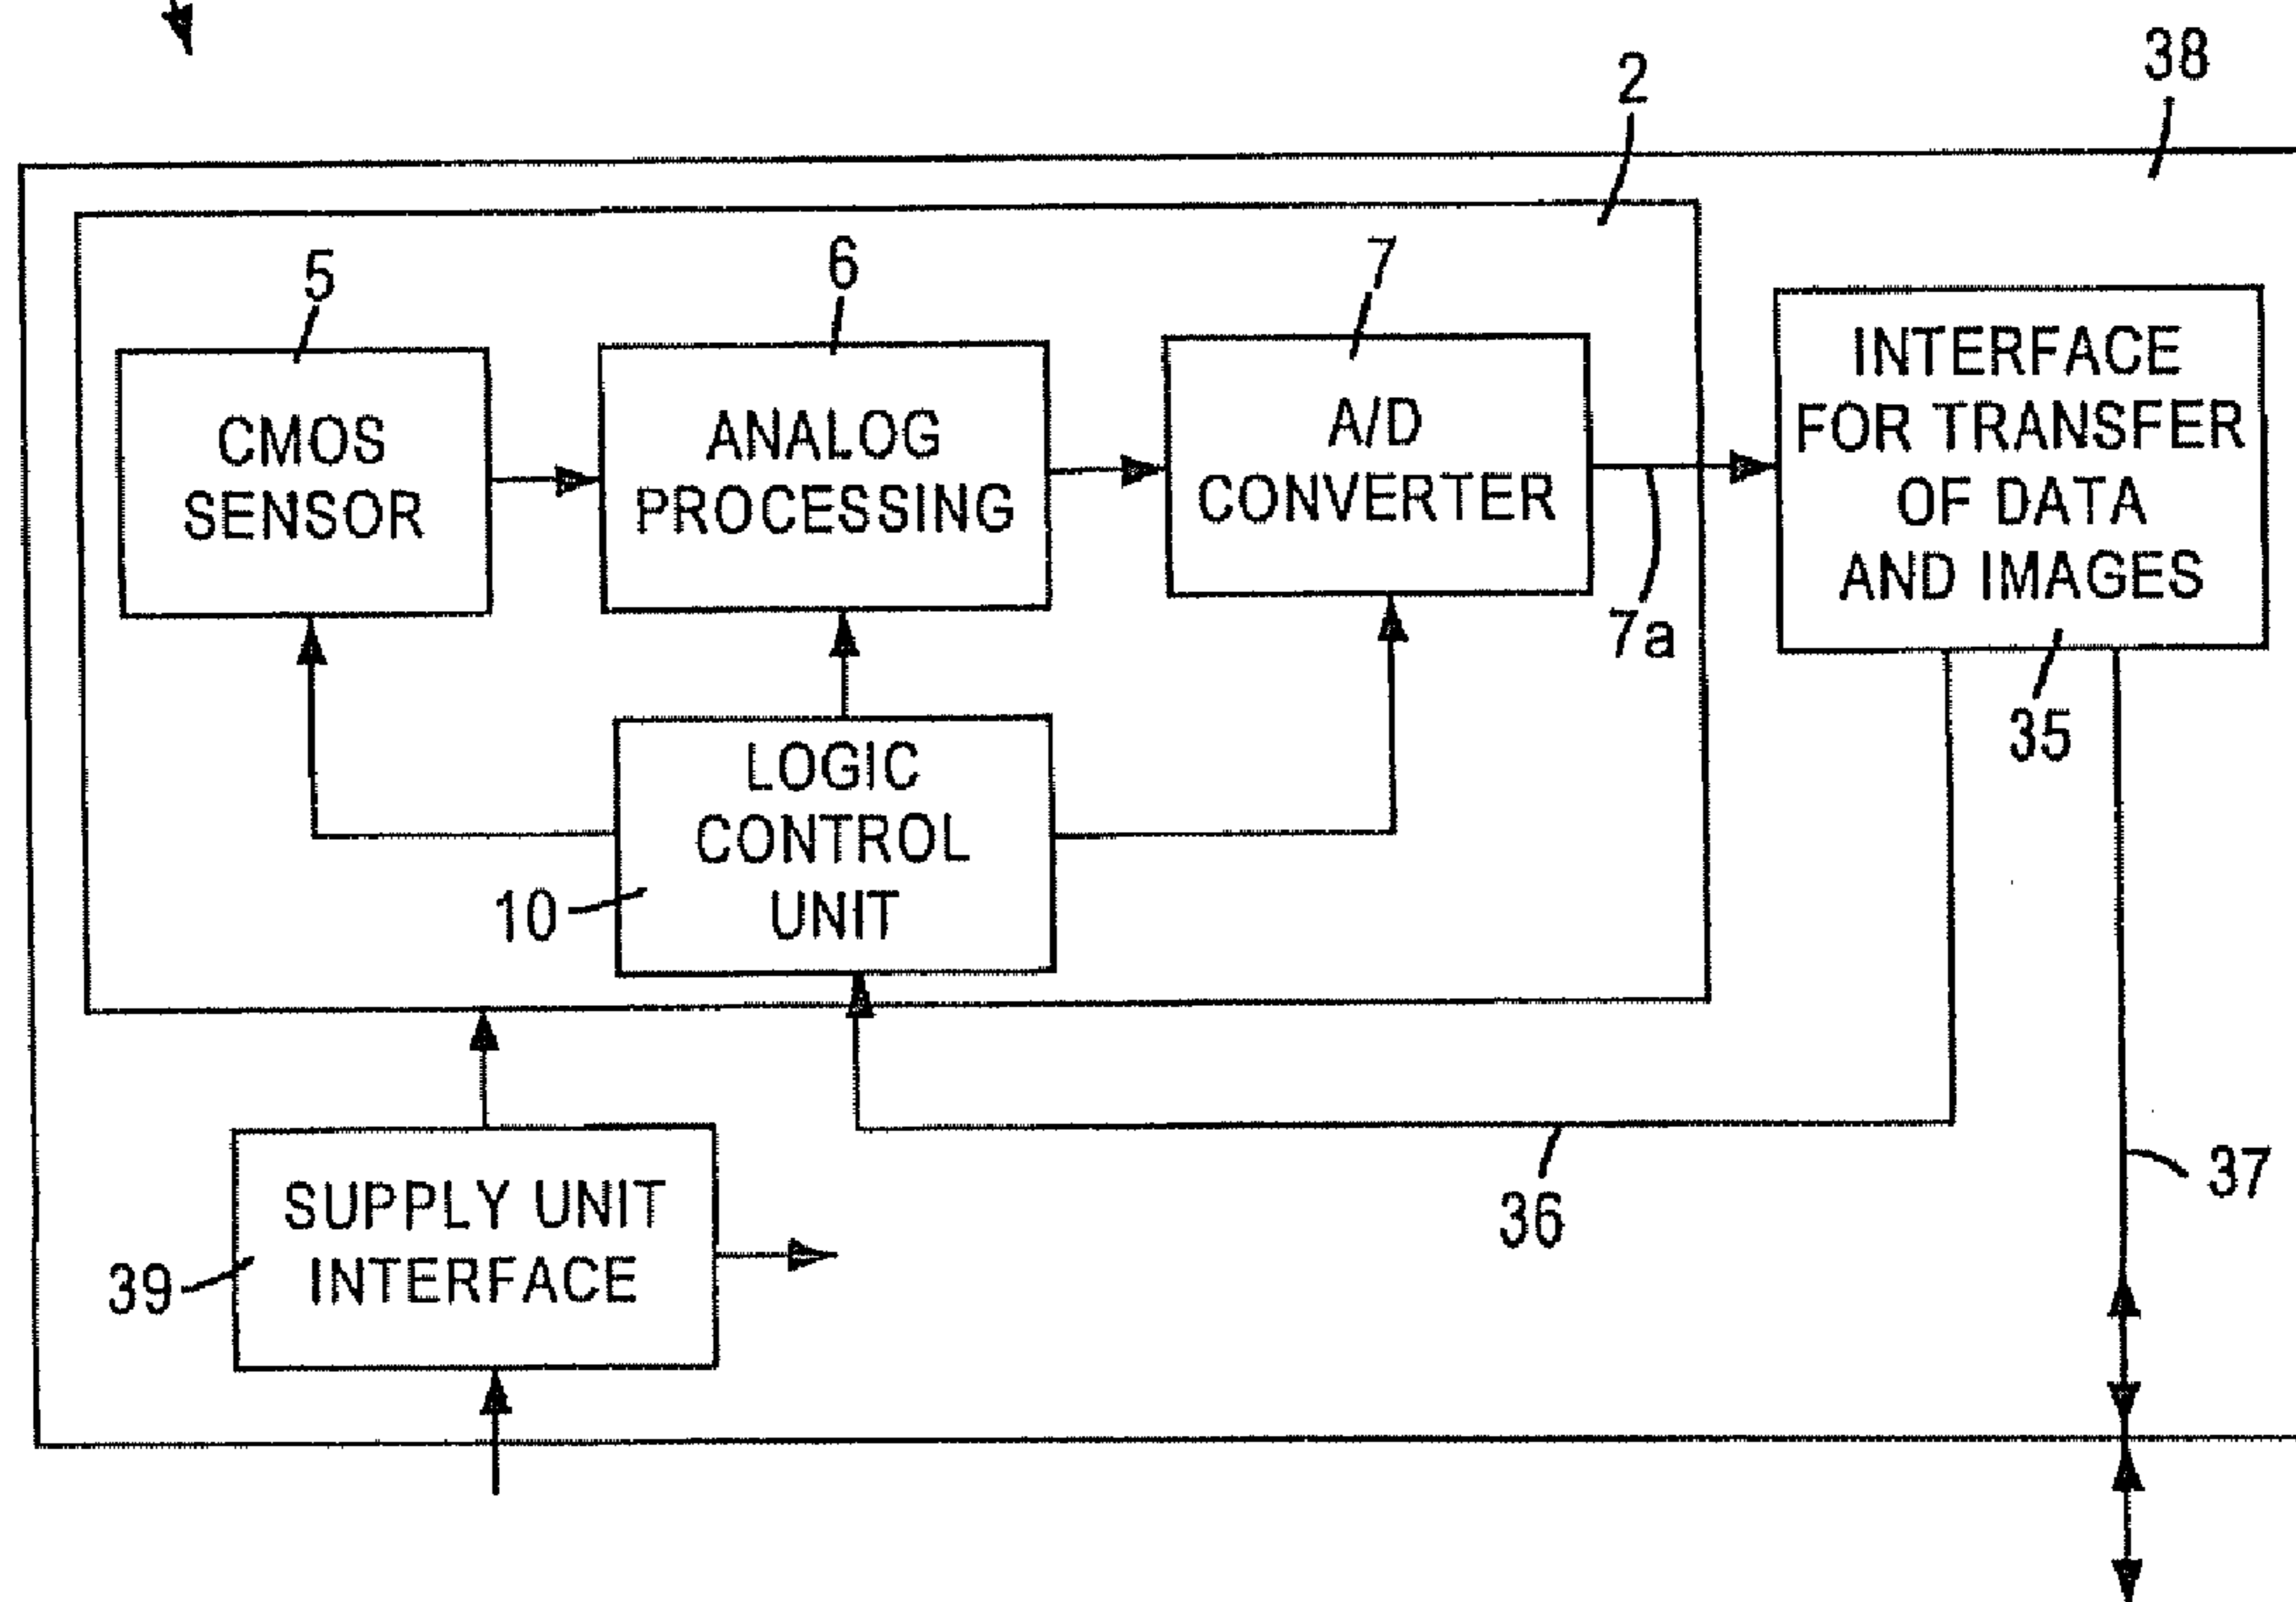 38
2
5
6
7
CMOS
SENSOR
ANALOG
PROCESSING
A/D
CONVERTER
INTERFACE
FOR TRANSFER
OF DATA
AND IMAGES
7a
35
LOGIC
CONTROL
UNIT
10
36
37
SUPPLY UNIT
INTERFACE
39